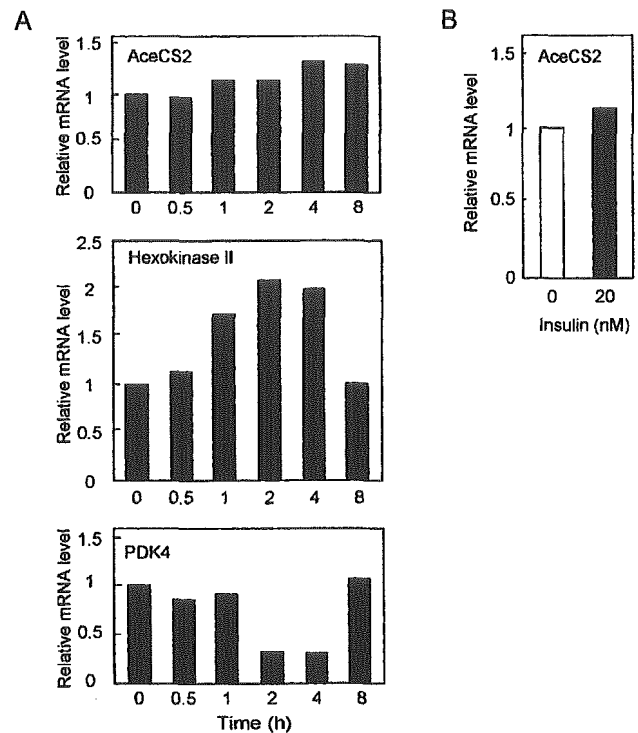 A
Relative mRNA level
1.5
1
0.5
0
AceCS2
0 0.5 1 2 4 8
Relative mRNA level
2.5
2
1
0.5
0
Hexokinase II
0 0.5 1 2 4 8
Relative mRNA level
1.5
1
0.5
0
PDK4
0 0.5 1 2 4 8
Time (h)
B
Relative mRNA level
1.5
1
0.5
0
AceCS2
0 20
Insulin (nM)